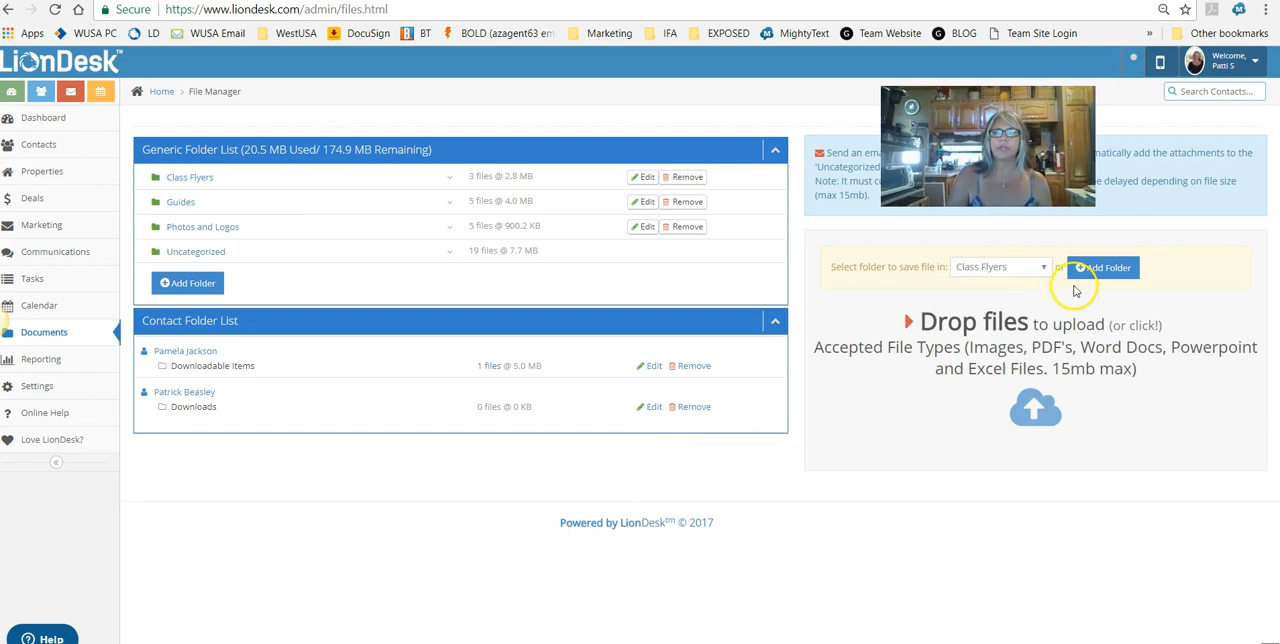 Secure
https://www.liondesk.com/admin/files.html
Apps
WUSA PC
LD
WUSA Email
WestUSA
DocuSign
BT
BOLD (azagent63 em
Marketing
IFA
EXPOSED
MightyText
Team Website
BLOG
Team Site Login
»
Other bookmarks
LionDesk™
Welcome,
Patti S
Home
File Manager
Search Contacts...
Dashboard
Contacts
Properties
Deals
Marketing
Communications
Tasks
Calendar
Documents
Reporting
Settings
Online Help
Love LionDesk?
Help
Generic Folder List (20.5 MB Used/ 174.9 MB Remaining)
Class Flyers 3 files @ 2.8 MB Edit Remove
Guides 5 files @ 4.0 MB Edit Remove
Photos and Logos 5 files @ 900.2 KB Edit Remove
Uncategorized 19 files @ 7.7 MB
Add Folder
Contact Folder List
Pamela Jackson
Downloadable Items 1 files @ 5.0 MB Edit Remove
Patrick Beasley
Downloads 0 files @ 0 KB Edit Remove
Send an ema matically add the attachments to the
'Uncategorized
Note: It must c e delayed depending on file size
(max 15mb).
Select folder to save file in: Class Flyers or Add Folder
Drop files to upload (or click!)
Accepted File Types (Images, PDF's, Word Docs, Powerpoint
and Excel Files. 15mb max)
Powered by LionDesk™ © 2017